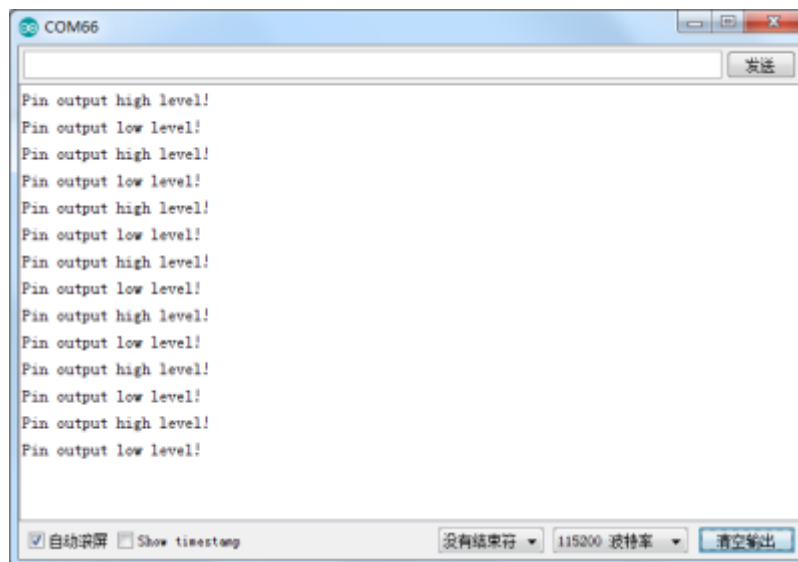 COM66
发送
Pin output high level!
Pin output low level!
Pin output high level!
Pin output low level!
Pin output high level!
Pin output low level!
Pin output high level!
Pin output low level!
Pin output high level!
Pin output low level!
Pin output high level!
Pin output low level!
Pin output high level!
Pin output low level!
自动滚屏 Show timestamp 没有结束符 115200 波特率 清空输出